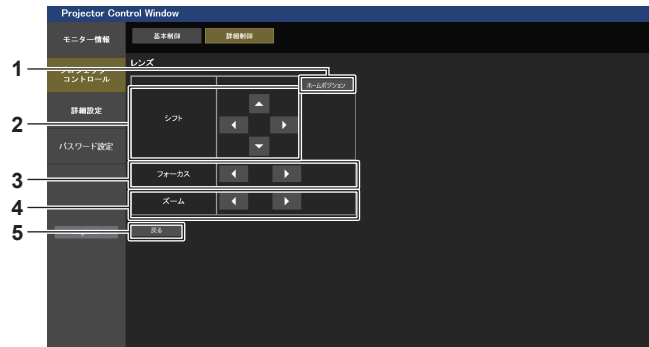 Projector Control Window
モニター情報
基本制御
詳細制御
1
レンズ
コントロール
ホームポジション
詳細設定
2
シフト
パスワード設定
3
フォーカス
4
ズーム
5
戻る